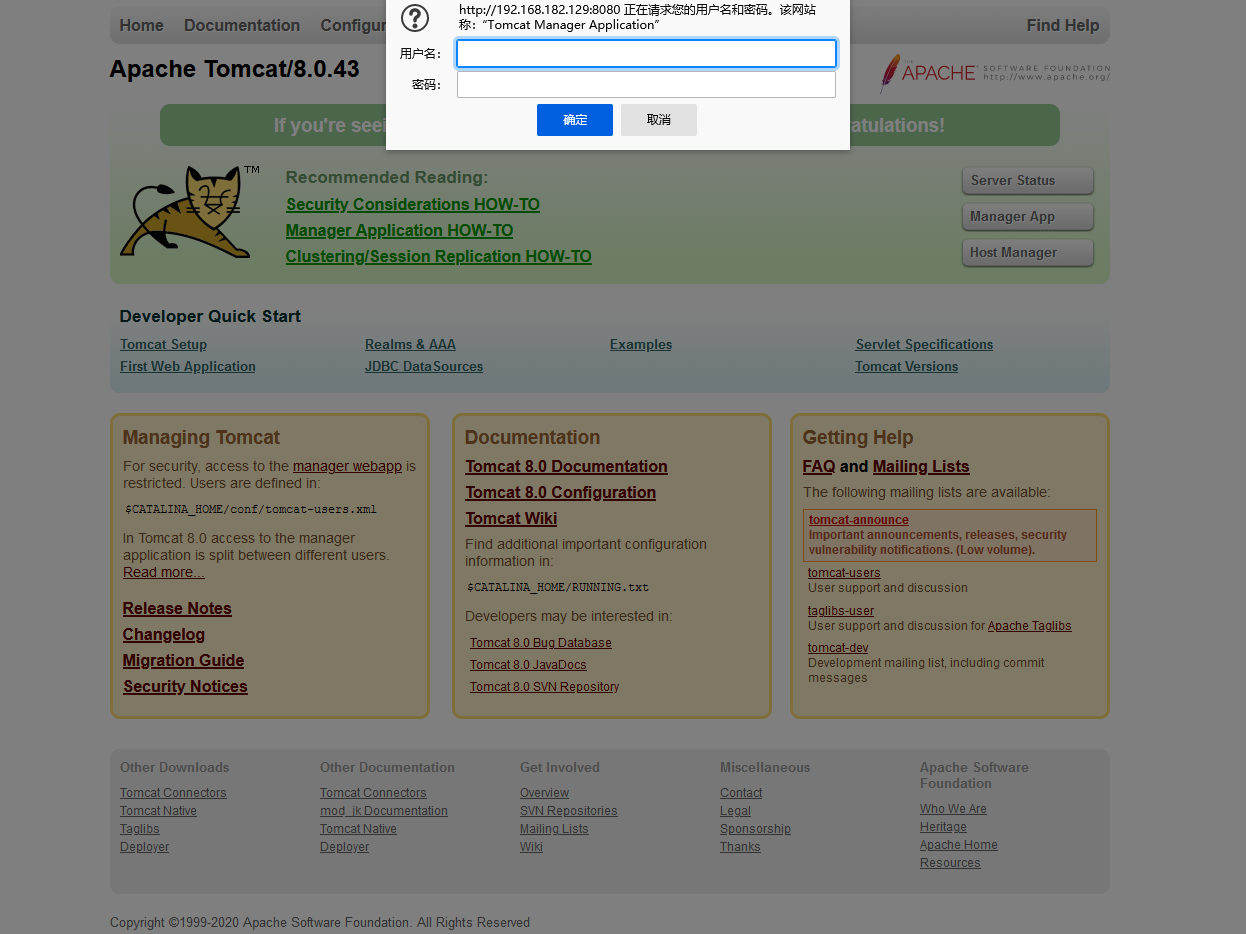 http://192.168.182.129:8080 正在请求您的用户名和密码。该网站
称：“Tomcat Manager Application”
用户名：
密码：
确定
取消
Home
Documentation
Find Help
Apache Tomcat/8.0.43
THE APACHE SOFTWARE FOUNDATION
http://www.apache.org/
If you're
TM
Recommended Reading:
Security Considerations HOW-TO
Manager Application HOW-TO
Clustering/Session Replication HOW-TO
Server Status
Manager App
Host Manager
Developer Quick Start
Tomcat Setup
First Web Application
Realms & AAA
JDBC DataSources
Examples
Servlet Specifications
Tomcat Versions
Managing Tomcat
For security, access to the manager webapp is
restricted. Users are defined in:
$CATALINA_HOME/conf/tomcat-users.xml
In Tomcat 8.0 access to the manager
application is split between different users.
Read more...
Release Notes
Changelog
Migration Guide
Security Notices
Documentation
Tomcat 8.0 Documentation
Tomcat 8.0 Configuration
Tomcat Wiki
Find additional important configuration
information in:
$CATALINA_HOME/RUNNING.txt
Developers may be interested in:
Tomcat 8.0 Bug Database
Tomcat 8.0 JavaDocs
Tomcat 8.0 SVN Repository
Getting Help
FAQ and Mailing Lists
The following mailing lists are available:
tomcat-announce
Important announcements, releases, security
vulnerability notifications. (Low volume).
tomcat-users
User support and discussion
taglibs-user
User support and discussion for Apache Taglibs
tomcat-dev
Development mailing list, including commit
messages
Other Downloads
Tomcat Connectors
Tomcat Native
Taglibs
Deployer
Other Documentation
Tomcat Connectors
mod_jk Documentation
Tomcat Native
Deployer
Get Involved
Overview
SVN Repositories
Mailing Lists
Wiki
Miscellaneous
Contact
Legal
Sponsorship
Thanks
Apache Software
Foundation
Who We Are
Heritage
Apache Home
Resources
Copyright ©1999-2020 Apache Software Foundation. All Rights Reserved